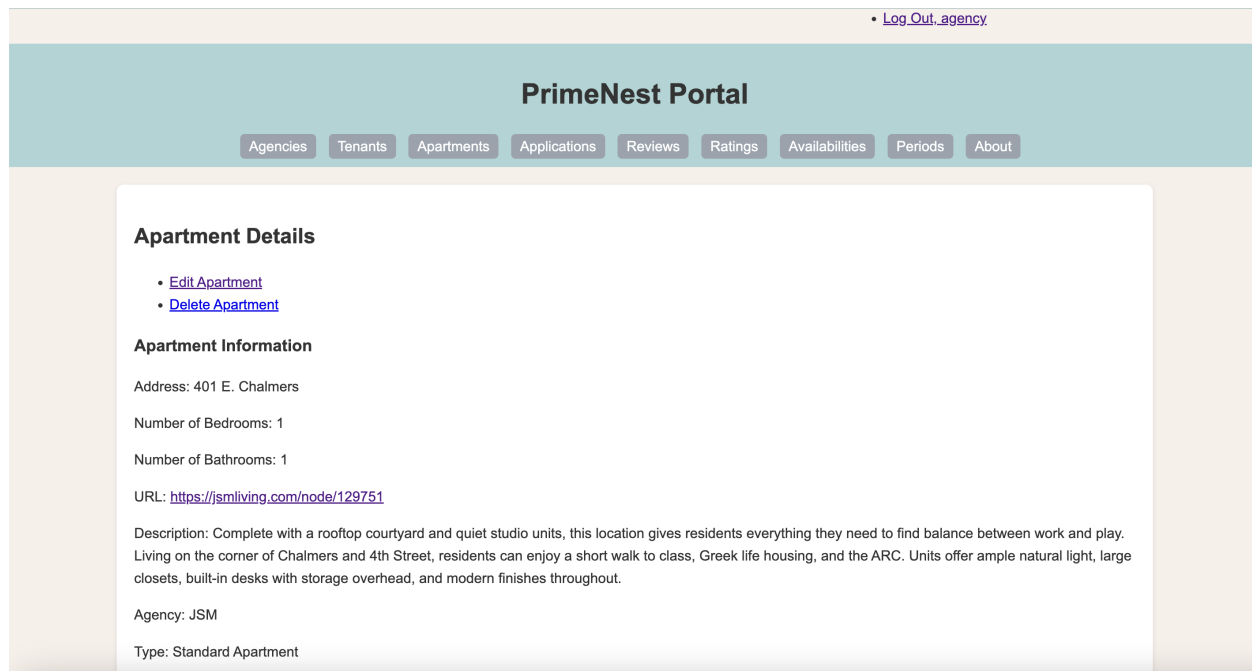 Log Out, agency
PrimeNest Portal
Agencies Tenants Apartments Applications Reviews Ratings Availabilities Periods About
Apartment Details
Edit Apartment
Delete Apartment
Apartment Information
Address: 401 E. Chalmers
Number of Bedrooms: 1
Number of Bathrooms: 1
URL: https://jsmliving.com/node/129751
Description: Complete with a rooftop courtyard and quiet studio units, this location gives residents everything they need to find balance between work and play.
Living on the corner of Chalmers and 4th Street, residents can enjoy a short walk to class, Greek life housing, and the ARC. Units offer ample natural light, large
closets, built-in desks with storage overhead, and modern finishes throughout.
Agency: JSM
Type: Standard Apartment